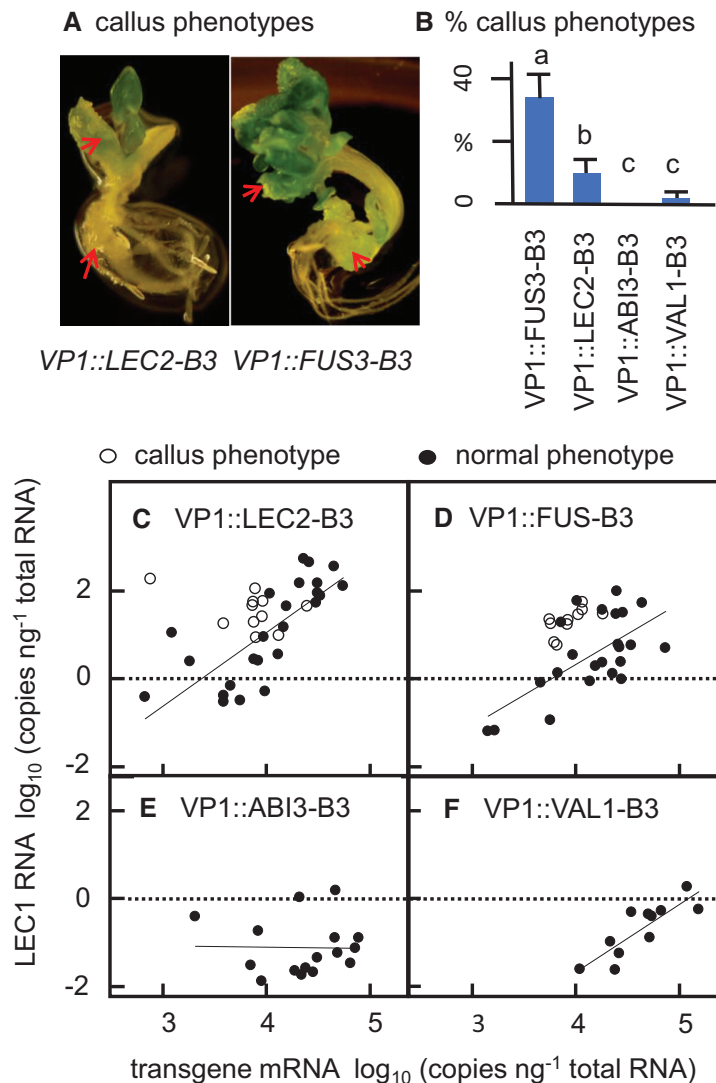 A callus phenotypes
B % callus phenotypes
40
%
0
a
b
c
c
VP1::FUS3-B3
VP1::LEC2-B3
VP1::ABI3-B3
VP1::VAL1-B3
VP1::LEC2-B3
VP1::FUS3-B3
○ callus phenotype
● normal phenotype
LEC1 RNA log10 (copies ng-1 total RNA)
C VP1::LEC2-B3
2
0
-2
D VP1::FUS-B3
E VP1::ABI3-B3
2
0
-2
F VP1::VAL1-B3
3 4 5
3 4 5
transgene mRNA log10 (copies ng-1 total RNA)